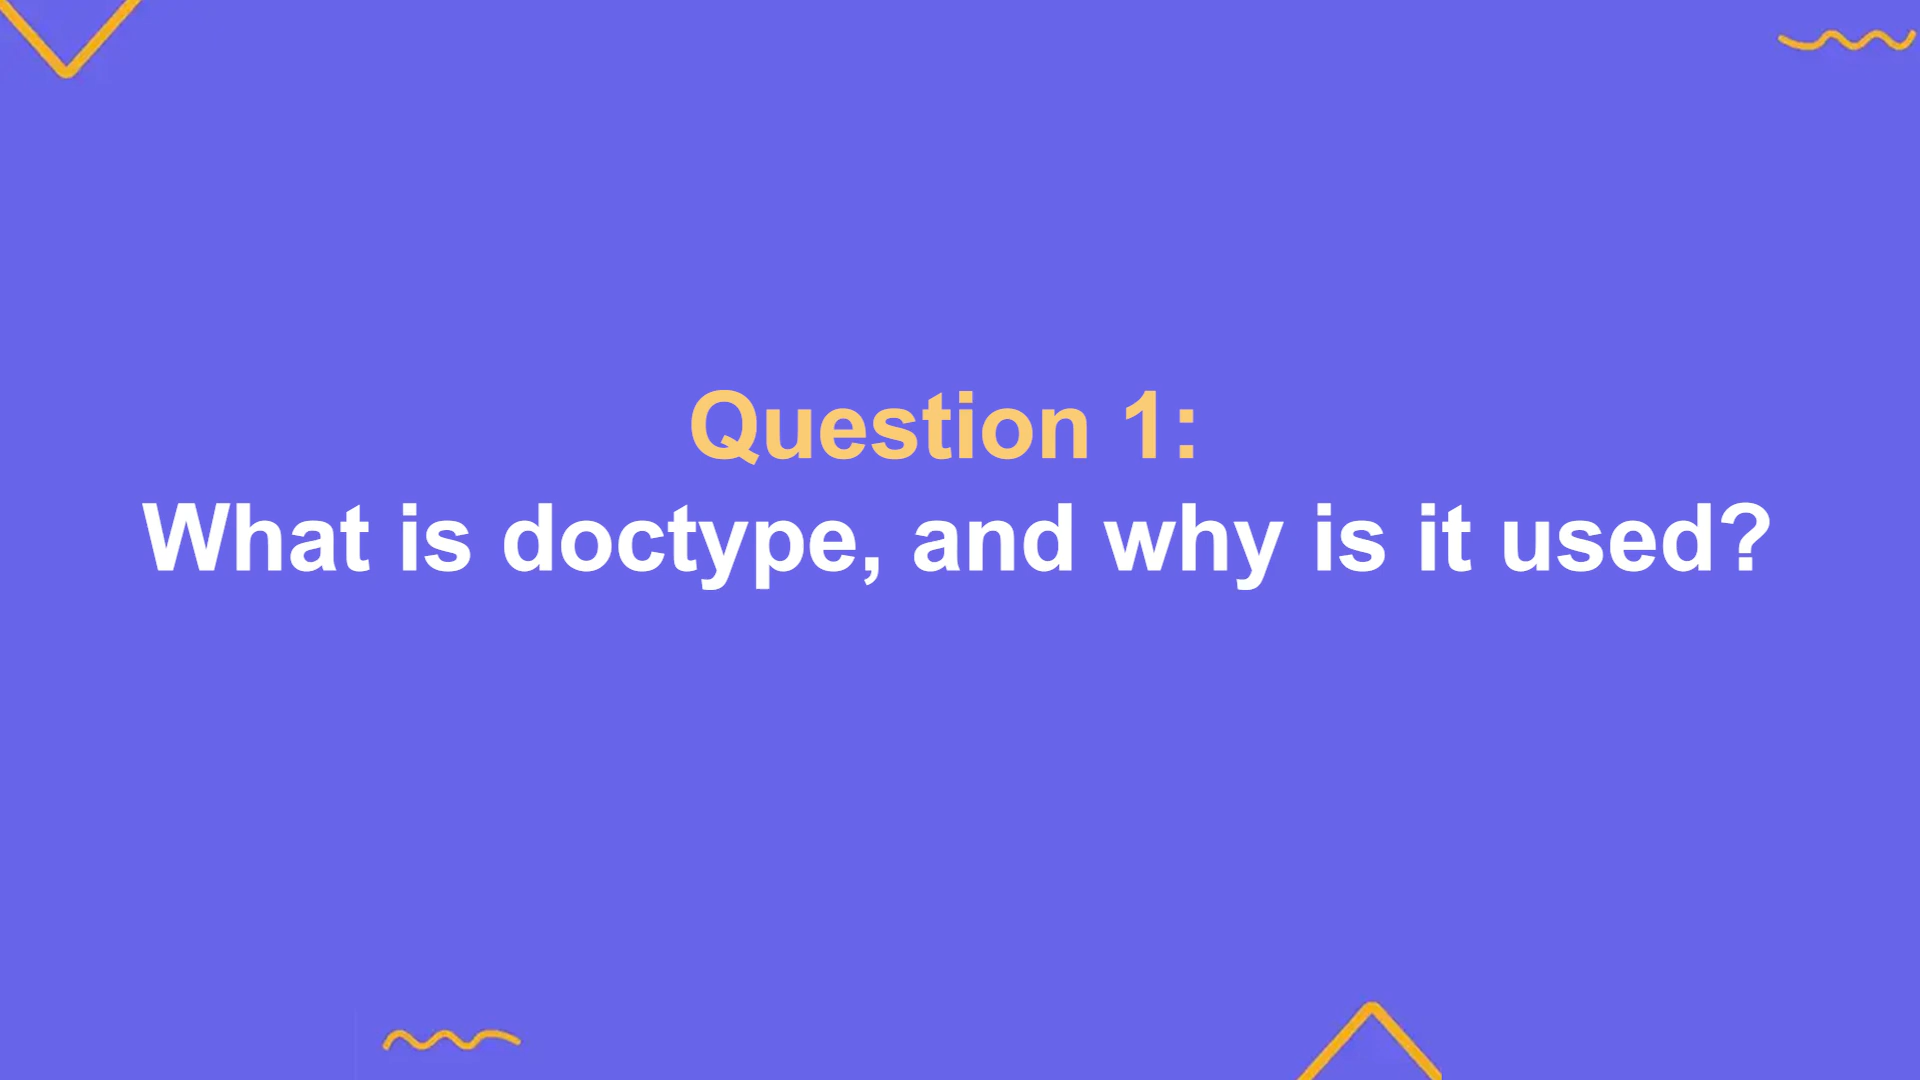 Question 1:
What is doctype, and why is it used?